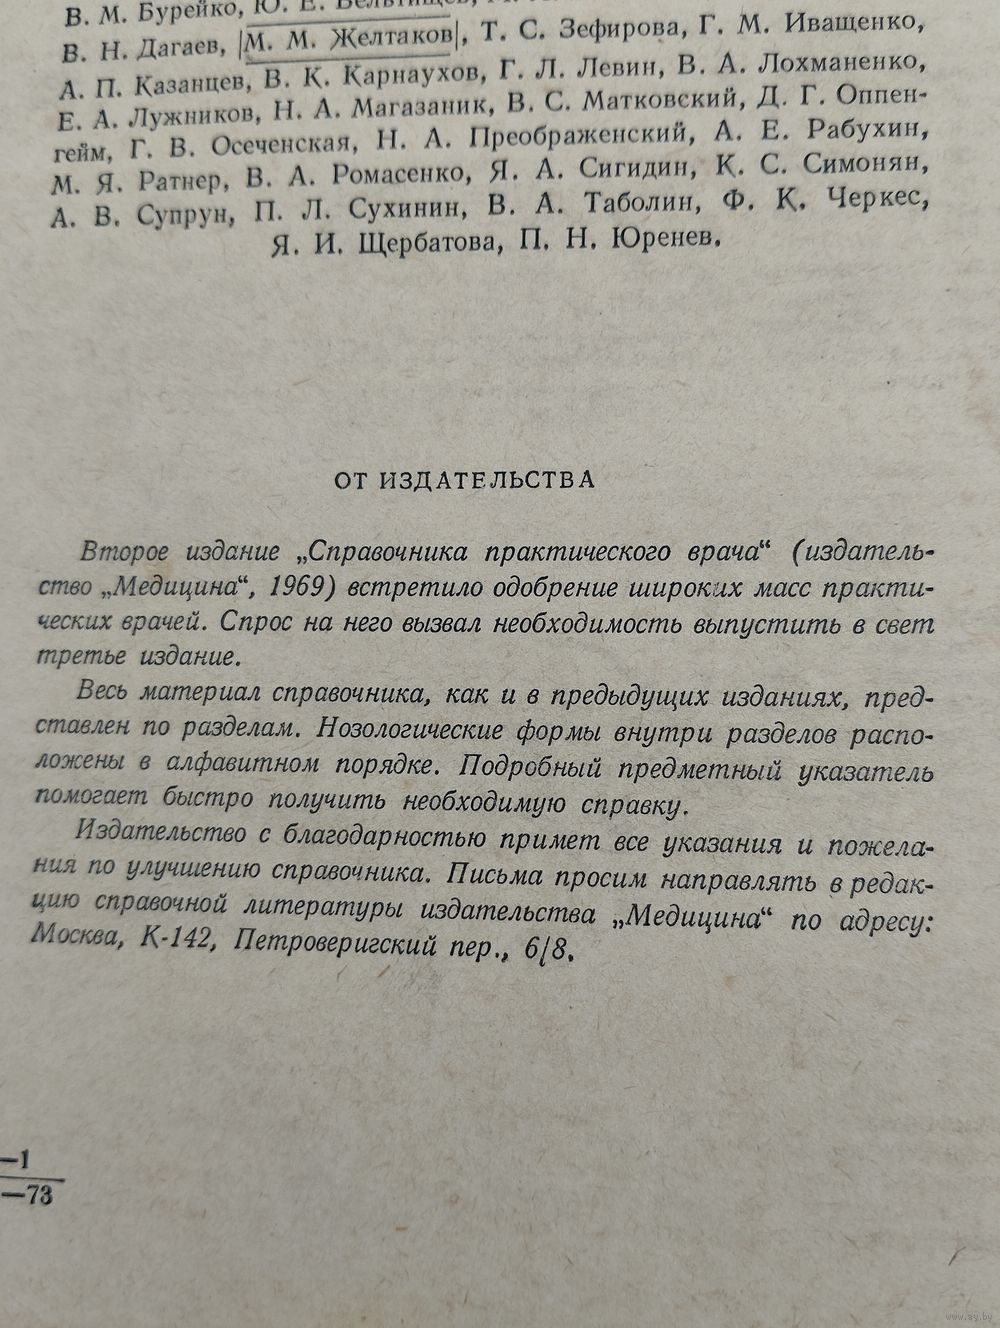 В. М. Бурейко, Ю. Е. Вельтищев,
В. Н. Дагаев, |М. М. Желтаков|, Т. С. Зефирова, Г. М. Иващенко,
А. П. Казанцев, В. К. Карнаухов, Г. Л. Левин, В. А. Лохманенко,
Е. А. Лужников, Н. А. Магазаник, В. С. Матковский, Д. Г. Оппен-
гейм, Г. В. Осеченская, Н. А. Преображенский, А. Е. Рабухин,
М. Я. Ратнер, В. А. Ромасенко, Я. А. Сигидин, К. С. Симонян,
А. В. Супрун, П. Л. Сухинин, В. А. Таболин, Ф. К. Черкес,
Я. И. Щербатова, П. Н. Юренев.
ОТ ИЗДАТЕЛЬСТВА
Второе издание „Справочника практического врача“ (издатель-
ство „Медицина“, 1969) встретило одобрение широких масс практи-
ческих врачей. Спрос на него вызвал необходимость выпустить в свет
третье издание.
Весь материал справочника, как и в предыдущих изданиях, пред-
ставлен по разделам. Нозологические формы внутри разделов распо-
ложены в алфавитном порядке. Подробный предметный указатель
помогает быстро получить необходимую справку.
Издательство с благодарностью примет все указания и пожела-
ния по улучшению справочника. Письма просим направлять в редак-
цию справочной литературы издательства „Медицина“ по адресу:
Москва, К-142, Петроверигский пер., 6/8.
—1
—73
www.ay.by